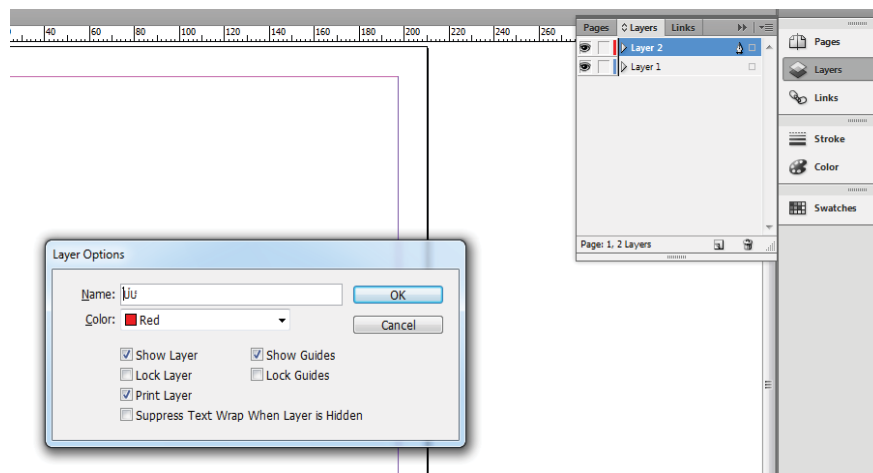 40 60 80 100 120 140 160 180 200 220 240 260
Pages Layers Links
Layer 2
Layer 1
Page: 1, 2 Layers
Pages
Layers
Links
Stroke
Color
Swatches
Layer Options
Name:
OK
Color: Red
Cancel
Show Layer Show Guides
Lock Layer Lock Guides
Print Layer
Suppress Text Wrap When Layer is Hidden